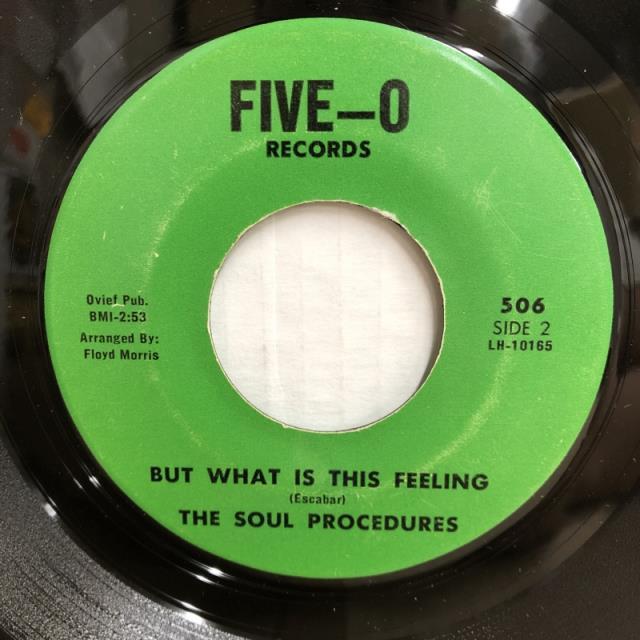 FIVE—O
RECORDS
Ovief Pub.
BMI-2:53
Arranged By:
Floyd Morris
506
SIDE 2
LH-10165
BUT WHAT IS THIS FEELING
(Escabar)
THE SOUL PROCEDURES